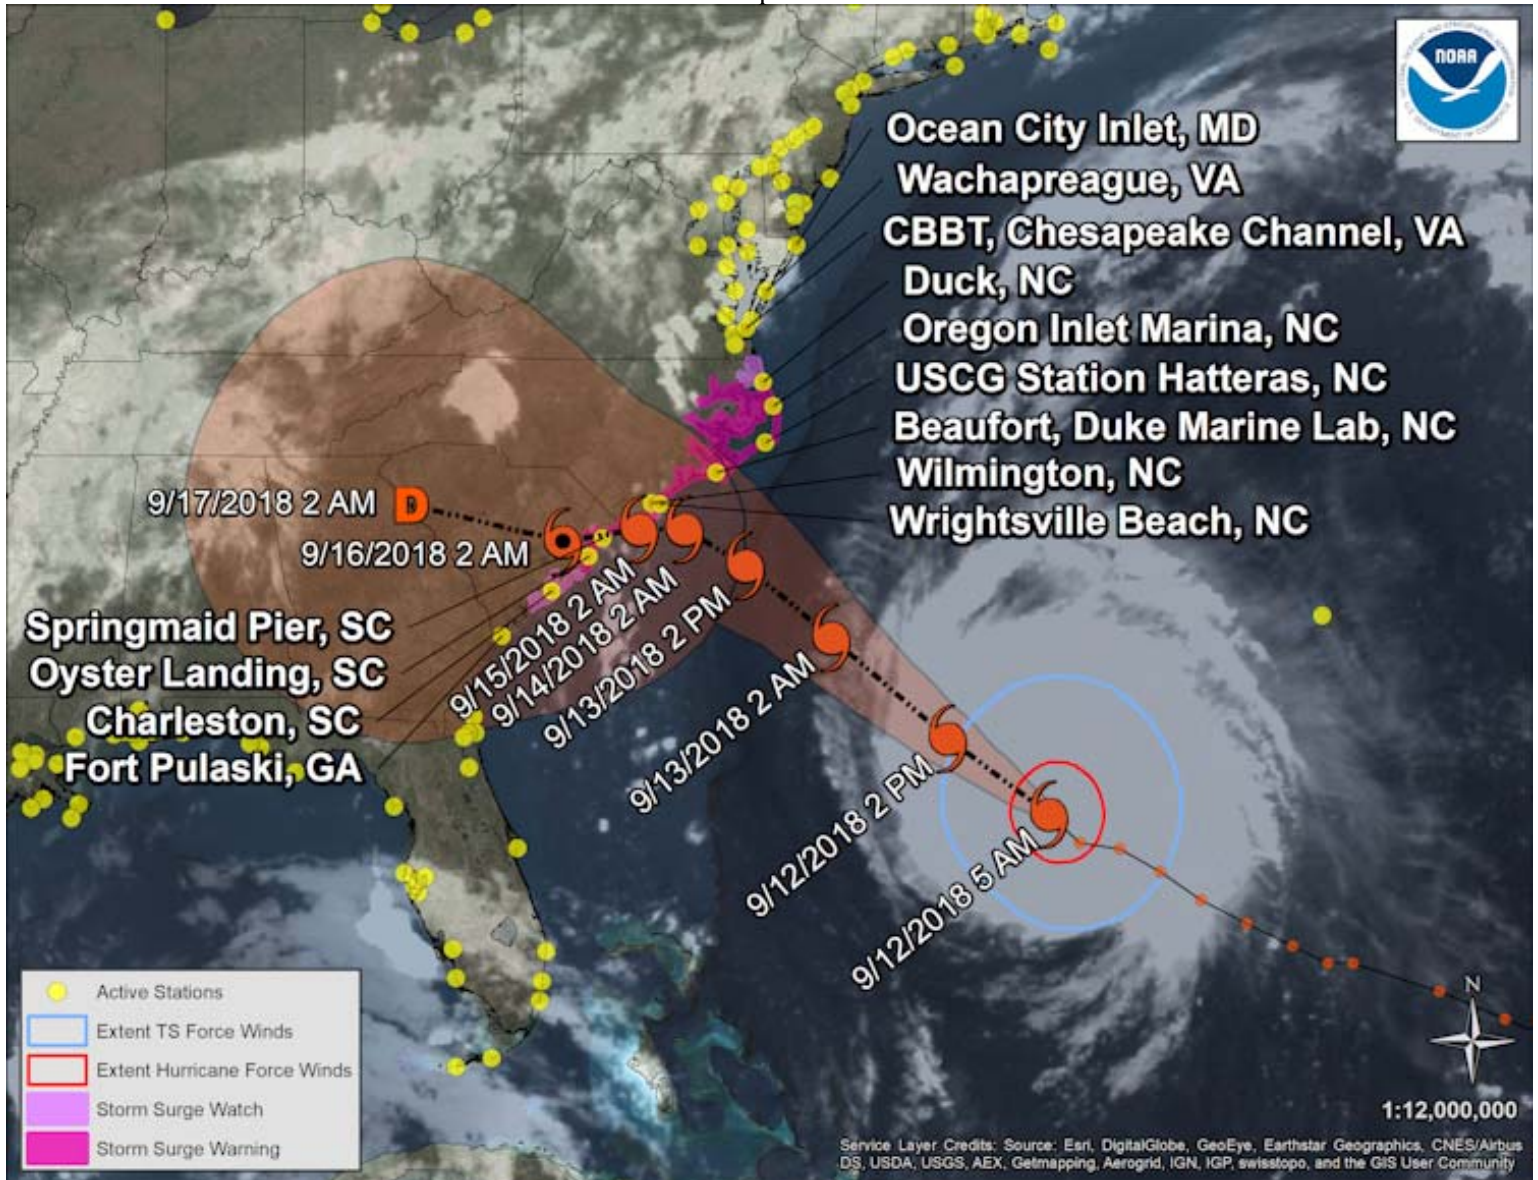 NOAA
Ocean City Inlet, MD
Wachapreague, VA
CBBT, Chesapeake Channel, VA
Duck, NC
Oregon Inlet Marina, NC
USCG Station Hatteras, NC
Beaufort, Duke Marine Lab, NC
Wilmington, NC
Wrightsville Beach, NC
9/17/2018 2 AM
D
9/16/2018 2 AM
9/15/2018 2 AM
9/14/2018 2 AM
9/13/2018 2 PM
9/13/2018 2 AM
9/12/2018 2 PM
9/12/2018 5 AM
Springmaid Pier, SC
Oyster Landing, SC
Charleston, SC
Fort Pulaski, GA
Active Stations
Extent TS Force Winds
Extent Hurricane Force Winds
Storm Surge Watch
Storm Surge Warning
N
1:12,000,000
Service Layer Credits: Source: Esri, DigitalGlobe, GeoEye, Earthstar Geographics, CNES/Airbus
DS, USDA, USGS, AEX, Getmapping, Aerogrid, IGN, IGP, swisstopo, and the GIS User Community